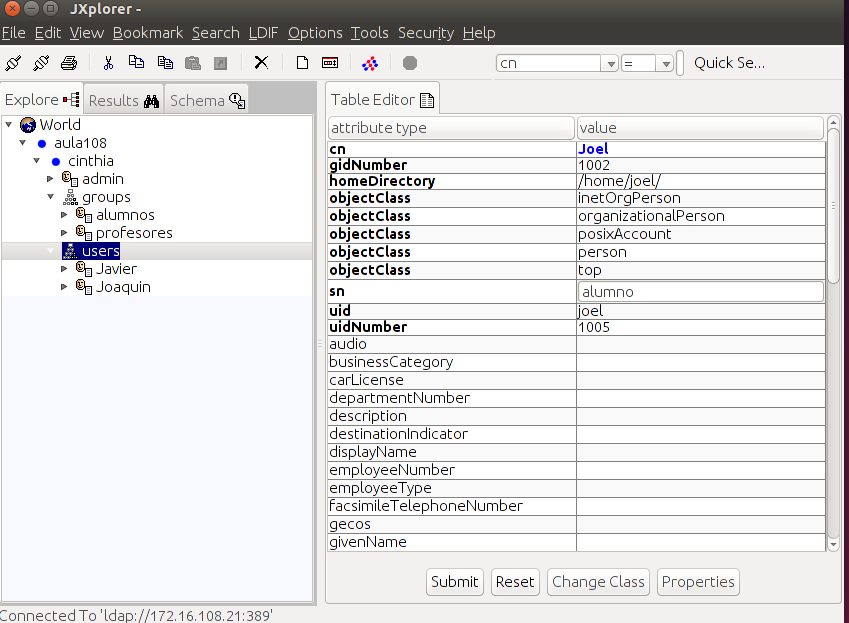 JXplorer -
File Edit View Bookmark Search LDIF Options Tools Security Help
cn = Quick Se...
Explore Results Schema
World
aula108
cinthia
admin
groups
alumnos
profesores
users
Javier
Joaquin
Table Editor
attribute type value
cn Joel
gidNumber 1002
homeDirectory /home/joel/
objectClass inetOrgPerson
objectClass organizationalPerson
objectClass posixAccount
objectClass person
objectClass top
sn alumno
uid joel
uidNumber 1005
audio
businessCategory
carLicense
departmentNumber
description
destinationIndicator
displayName
employeeNumber
employeeType
facsimileTelephoneNumber
gecos
givenName
Submit Reset Change Class Properties
Connected To 'ldap://172.16.108.21:389'